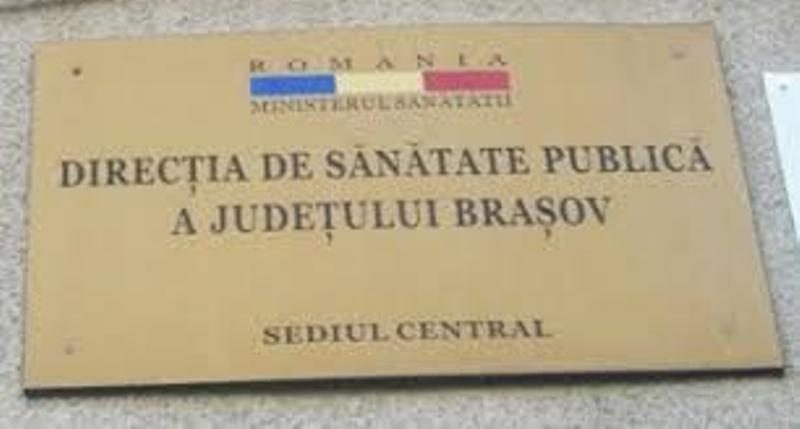 ROMANIA
MINISTERUL SANATATII
DIRECȚIA DE SĂNĂTATE PUBLICĂ
A JUDEȚULUI BRAȘOV
SEDIUL CENTRAL